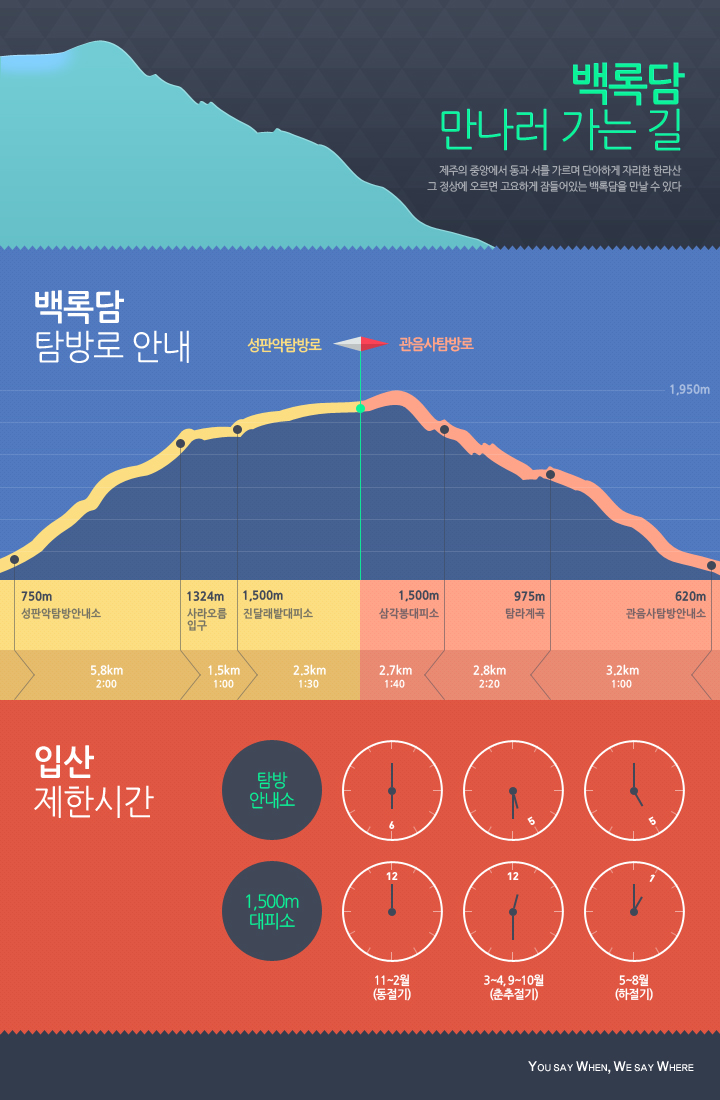 백록담
만나러 가는 길
제주의 중앙에서 동과 서를 가르며 단아하게 자리한 한라산
그 정상에 오르면 고요하게 잠들어있는 백록담을 만날 수 있다
백록담
탐방로 안내
성판악탐방로
관음사탐방로
1,950m
750m
성판악탐방안내소
1324m
사라오름
입구
1,500m
진달래밭대피소
1,500m
삼각봉대피소
975m
탐라계곡
620m
관음사탐방안내소
5.8km
2:00
1.5km
1:00
2.3km
1:30
2.7km
1:40
2.8km
2:20
3.2km
1:00
입산
제한시간
탐방
안내소
6
5
5
1,500m
대피소
12
12
1
11~2월
(동절기)
3~4, 9~10월
(춘추절기)
5~8월
(하절기)
YOU SAY WHEN, WE SAY WHERE